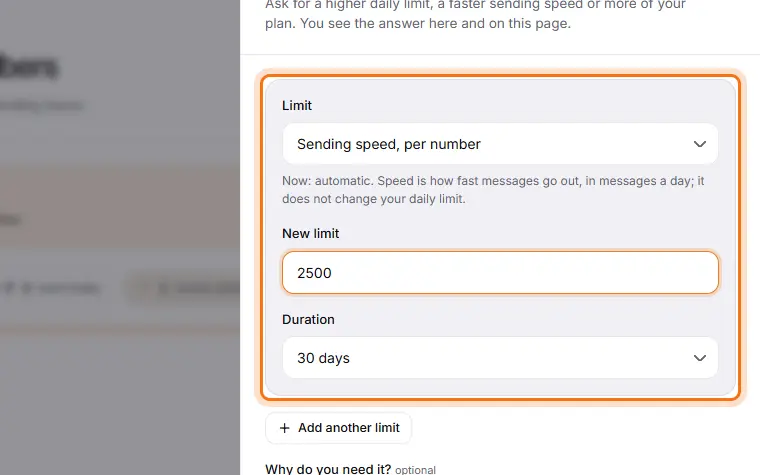 Ask for a higher daily limit, a faster sending speed or more of your
plan. You see the answer here and on this page.
Limit
Sending speed, per number
Now: automatic. Speed is how fast messages go out, in messages a day; it
does not change your daily limit.
New limit
2500
Duration
30 days
+ Add another limit
Why do you need it? optional